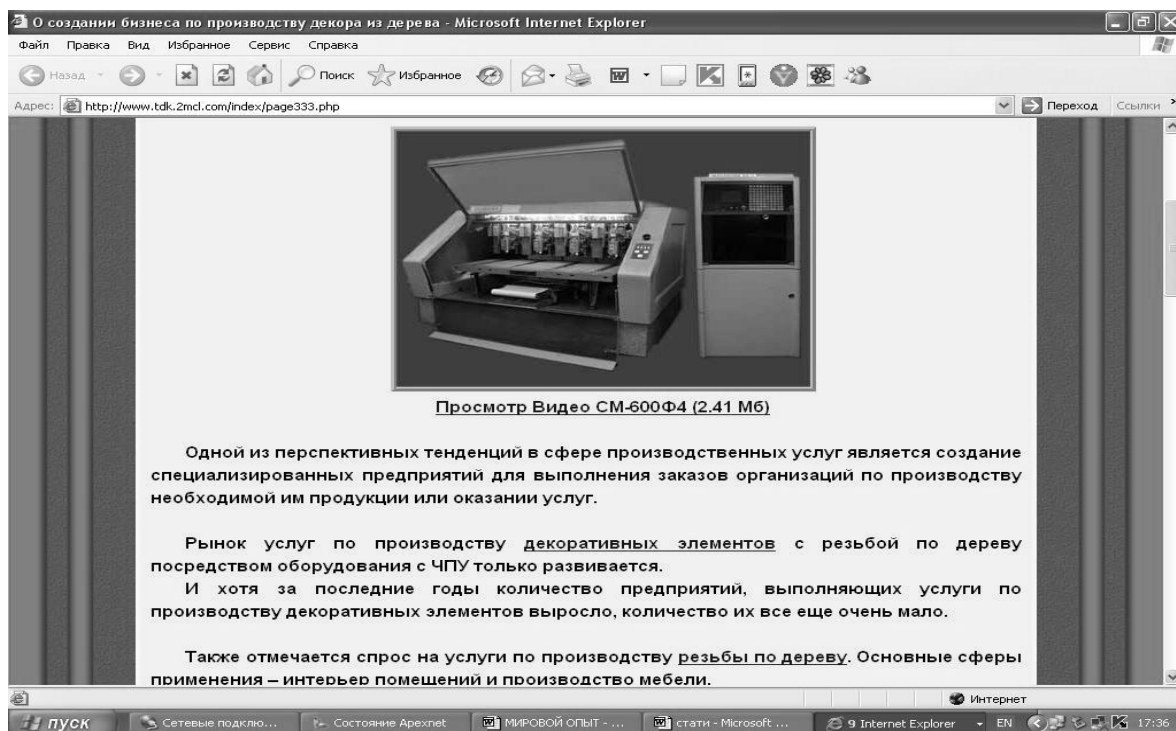 О создании бизнеса по производству декора из дерева - Microsoft Internet Explorer
Файл Правка Вид Избранное Сервис Справка
Назад Поиск Избранное
Адрес: http://www.tdk.2mcl.com/index/page333.php Переход Ссылки »
Просмотр Видео СМ-600Ф4 (2.41 Мб)
Одной из перспективных тенденций в сфере производственных услуг является создание
специализированных предприятий для выполнения заказов организаций по производству
необходимой им продукции или оказании услуг.
Рынок услуг по производству декоративных элементов с резьбой по дереву
посредством оборудования с ЧПУ только развивается.
И хотя за последние годы количество предприятий, выполняющих услуги по
производству декоративных элементов выросло, количество их все еще очень мало.
Также отмечается спрос на услуги по производству резьбы по дереву. Основные сферы
применения – интерьер помещений и производство мебели.
Интернет
пуск Сетевые подклю... Состояние Apexnet МИРОВОЙ ОПЫТ - ... стати - Microsoft ... 9 Internet Explorer EN 17:36